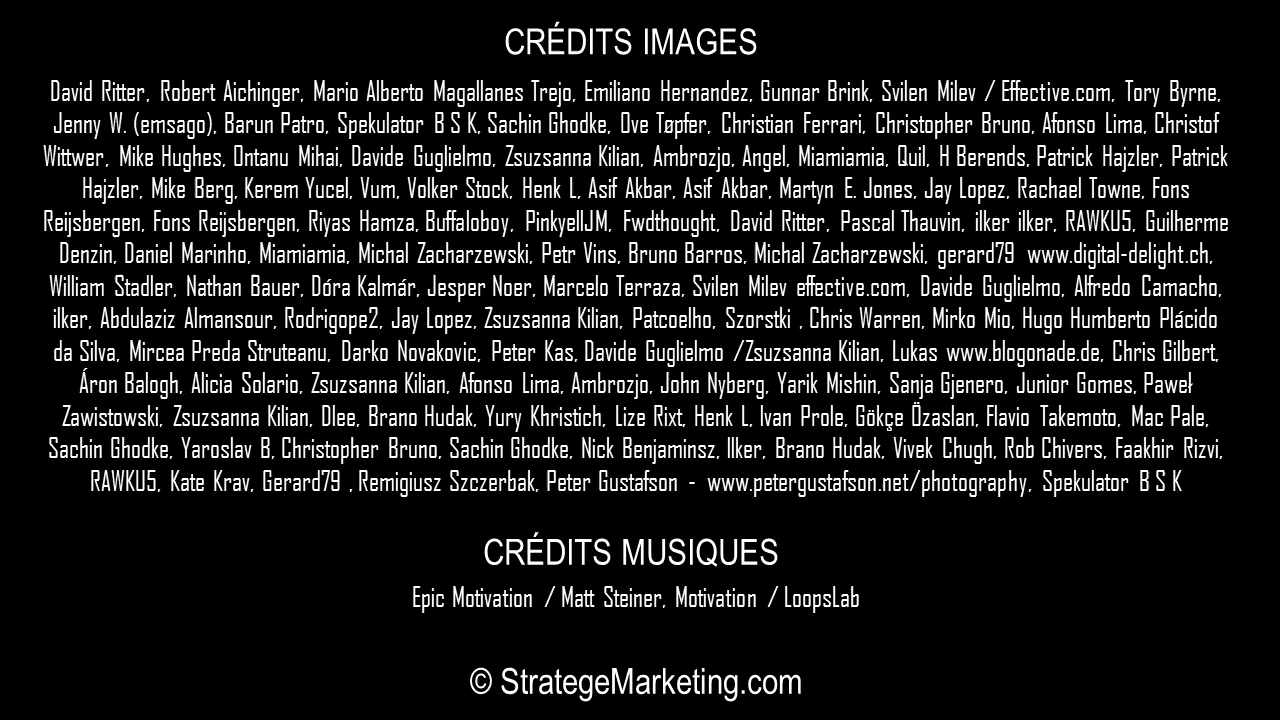 CRÉDITS IMAGES
David Ritter, Robert Aichinger, Mario Alberto Magallanes Trejo, Emiliano Hernandez, Gunnar Brink, Svilen Milev / Effective.com, Tory Byrne,
Jenny W. (emsago), Barun Patro, Spekulator B S K, Sachin Ghodke, Ove Tøpfer, Christian Ferrari, Christopher Bruno, Afonso Lima, Christof
Wittwer, Mike Hughes, Ontanu Mihai, Davide Guglielmo, Zsuzsanna Kilian, Ambrozjo, Angel, Miamiamia, Quil, H Berends, Patrick Hajzler, Patrick
Hajzler, Mike Berg, Kerem Yucel, Vum, Volker Stock, Henk L, Asif Akbar, Asif Akbar, Martyn E. Jones, Jay Lopez, Rachael Towne, Fons
Reijsbergen, Fons Reijsbergen, Riyas Hamza, Buffaloboy, PinkyellJM, Fwdthought, David Ritter, Pascal Thauvin, ilker ilker, RAWKU5, Guilherme
Denzin, Daniel Marinho, Miamiamia, Michal Zacharzewski, Petr Vins, Bruno Barros, Michal Zacharzewski, gerard79 www.digital-delight.ch,
William Stadler, Nathan Bauer, Dóra Kalmár, Jesper Noer, Marcelo Terraza, Svilen Milev effective.com, Davide Guglielmo, Alfredo Camacho,
ilker, Abdulaziz Almansour, Rodrigope2, Jay Lopez, Zsuzsanna Kilian, Patcoelho, Szorstki , Chris Warren, Mirko Mio, Hugo Humberto Plácido
da Silva, Mircea Preda Struteanu, Darko Novakovic, Peter Kas, Davide Guglielmo /Zsuzsanna Kilian, Lukas www.blogonade.de, Chris Gilbert,
Áron Balogh, Alicia Solario, Zsuzsanna Kilian, Afonso Lima, Ambrozjo, John Nyberg, Yarik Mishin, Sanja Gjenero, Junior Gomes, Paweł
Zawistowski, Zsuzsanna Kilian, Dlee, Brano Hudak, Yury Khristich, Lize Rixt, Henk L, Ivan Prole, Gökçe Özaslan, Flavio Takemoto, Mac Pale,
Sachin Ghodke, Yaroslav B, Christopher Bruno, Sachin Ghodke, Nick Benjaminsz, Ilker, Brano Hudak, Vivek Chugh, Rob Chivers, Faakhir Rizvi,
RAWKU5, Kate Krav, Gerard79 , Remigiusz Szczerbak, Peter Gustafson - www.petergustafson.net/photography, Spekulator B S K
CRÉDITS MUSIQUES
Epic Motivation / Matt Steiner, Motivation / LoopsLab
© StrategeMarketing.com